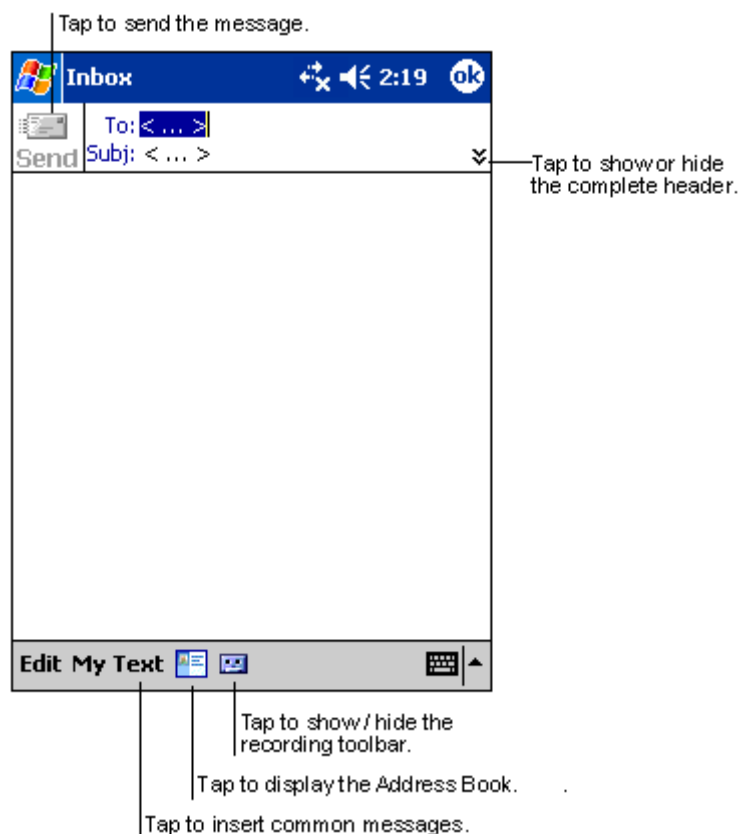 Tap to send the message.
Inbox 2:19 ok
To: < ... >
Send Subj: < ... >
Tap to show or hide
the complete header.
Edit My Text
Tap to show / hide the
recording toolbar.
Tap to display the Address Book. .
Tap to insert common messages.